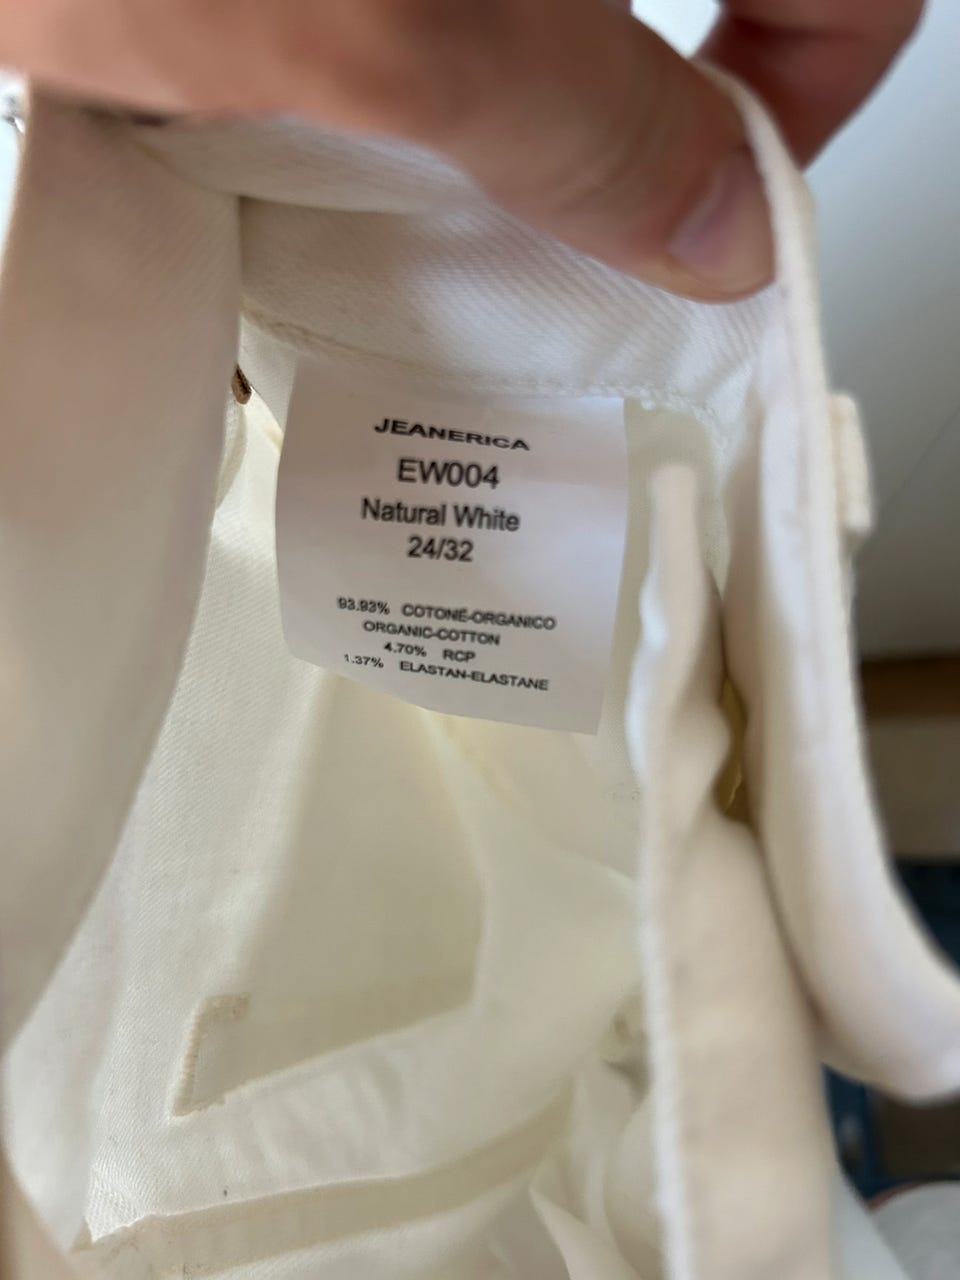 JEANERICA
EW004
Natural White
24/32
93.93% COTONE-ORGANICO
ORGANIC-COTTON
4.70% RCP
1.37% ELASTAN-ELASTANE